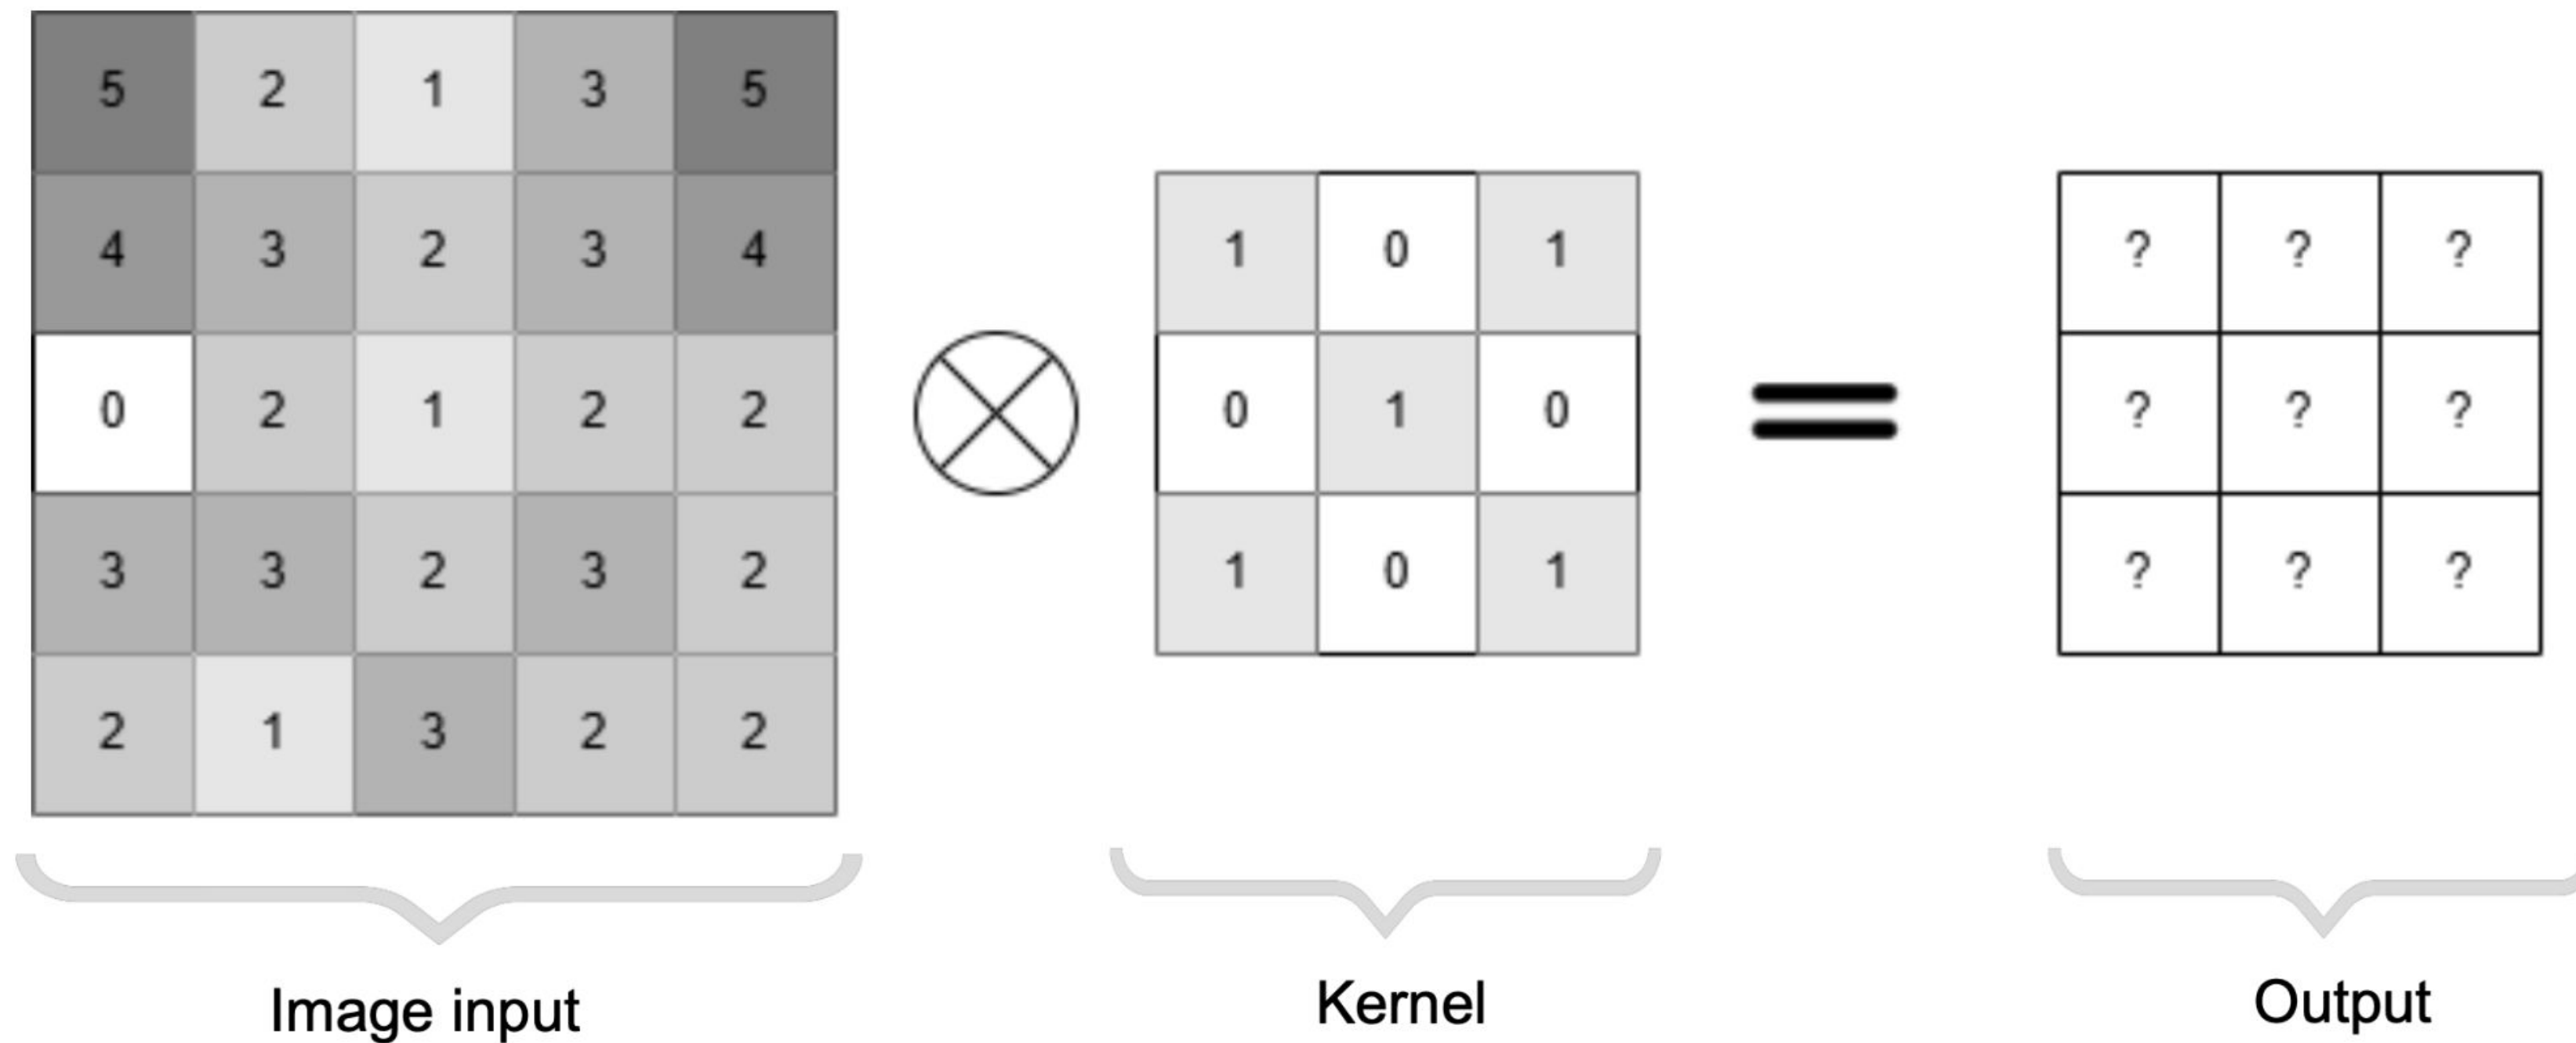 5 2 1 3 5
4 3 2 3 4
1 0 1
? ? ?
0 2 1 2 2
0 1 0
? ? ?
3 3 2 3 2
1 0 1
? ? ?
2 1 3 2 2
Image input
Kernel
Output